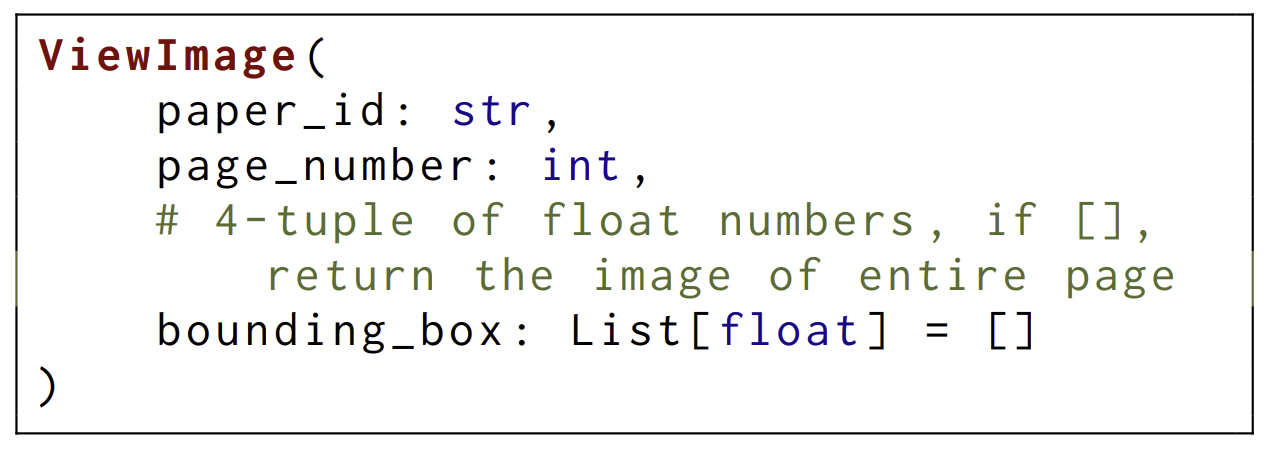 ViewImage(
    paper_id: str,
    page_number: int,
    # 4-tuple of float numbers, if [],
        return the image of entire page
    bounding_box: List[float] = []
)